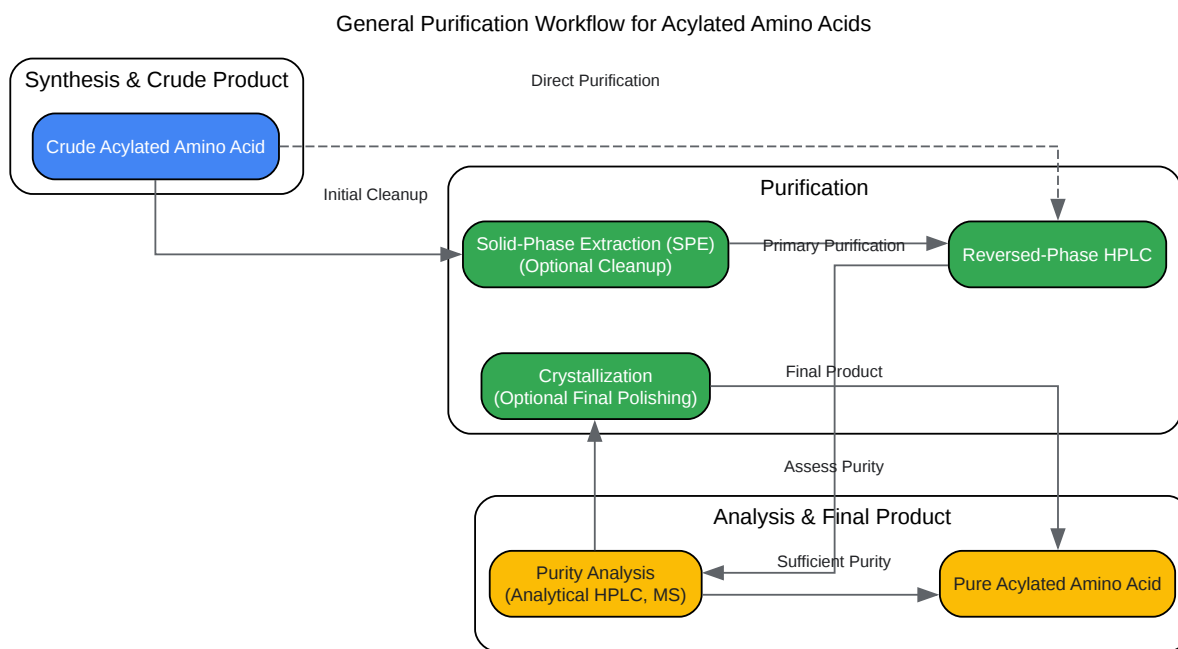 General Purification Workflow for Acylated Amino Acids
Synthesis & Crude Product
Direct Purification
Crude Acylated Amino Acid
Initial Cleanup
Purification
Solid-Phase Extraction (SPE)
(Optional Cleanup)
Primary Purification
Reversed-Phase HPLC
Crystallization
(Optional Final Polishing)
Final Product
Assess Purity
Analysis & Final Product
Purity Analysis
(Analytical HPLC, MS)
Sufficient Purity
Pure Acylated Amino Acid